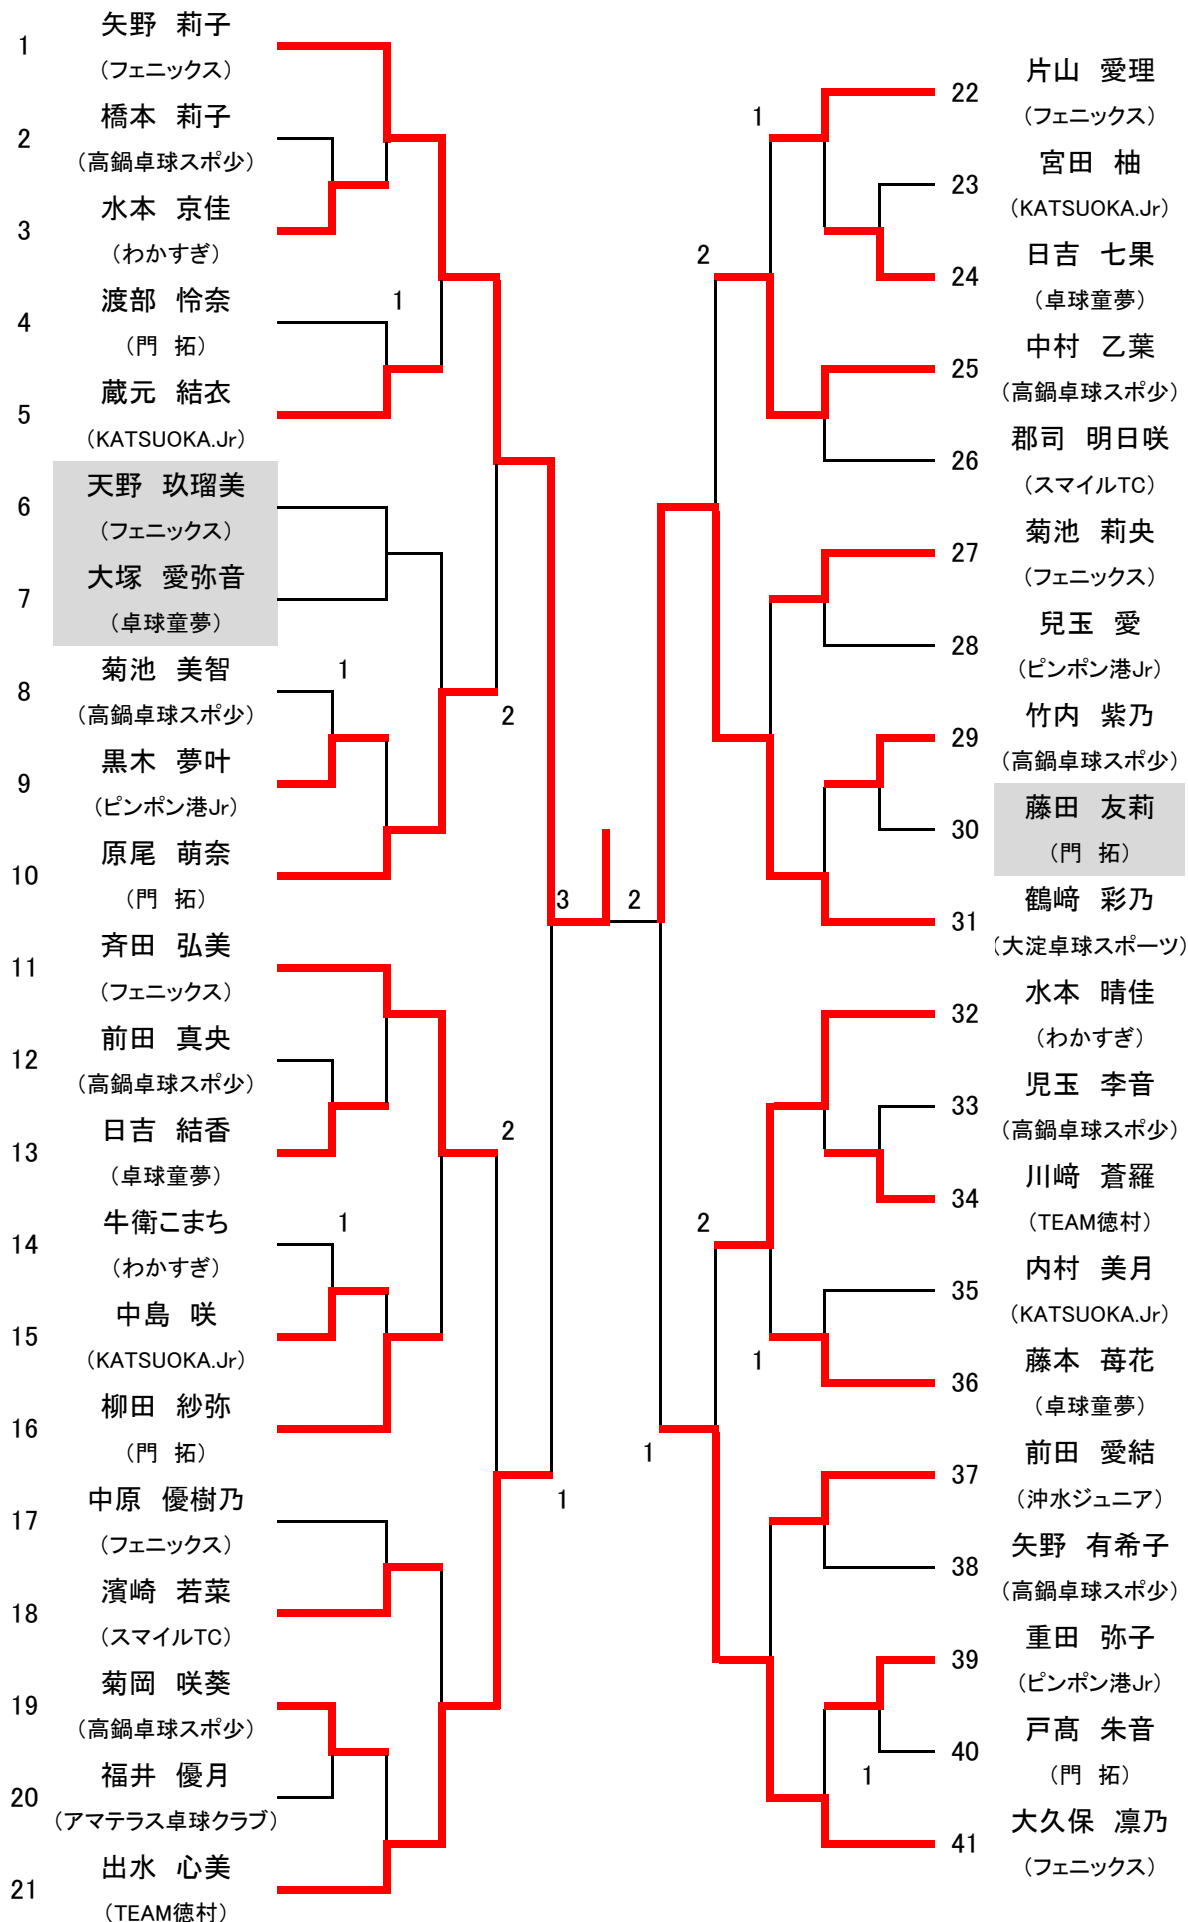 1 矢野 莉子
(フェニックス)
2 橋本 莉子
(高鍋卓球スポ少)
3 水本 京佳
(わかすぎ)
4 渡部 怜奈
(門 拓)
5 蔵元 結衣
(KATSUOKA.Jr)
6 天野 玖瑠美
(フェニックス)
7 大塚 愛弥音
(卓球童夢)
8 菊池 美智
(高鍋卓球スポ少)
9 黒木 夢叶
(ピンポン港Jr)
10 原尾 萌奈
(門 拓)
11 斉田 弘美
(フェニックス)
12 前田 真央
(高鍋卓球スポ少)
13 日吉 結香
(卓球童夢)
14 牛衛こまち
(わかすぎ)
15 中島 咲
(KATSUOKA.Jr)
16 柳田 紗弥
(門 拓)
17 中原 優樹乃
(フェニックス)
18 濱崎 若菜
(スマイルTC)
19 菊岡 咲葵
(高鍋卓球スポ少)
20 福井 優月
(アマテラス卓球クラブ)
21 出水 心美
(TEAM徳村)
1
1
2
2
1
1
3
2
1
2
2
1
1
1
22 片山 愛理
(フェニックス)
23 宮田 柚
(KATSUOKA.Jr)
24 日吉 七果
(卓球童夢)
25 中村 乙葉
(高鍋卓球スポ少)
26 郡司 明日咲
(スマイルTC)
27 菊池 莉央
(フェニックス)
28 兒玉 愛
(ピンポン港Jr)
29 竹内 紫乃
(高鍋卓球スポ少)
30 藤田 友莉
(門 拓)
31 鶴﨑 彩乃
(大淀卓球スポーツ)
32 水本 晴佳
(わかすぎ)
33 児玉 李音
(高鍋卓球スポ少)
34 川﨑 蒼羅
(TEAM徳村)
35 内村 美月
(KATSUOKA.Jr)
36 藤本 苺花
(卓球童夢)
37 前田 愛結
(沖水ジュニア)
38 矢野 有希子
(高鍋卓球スポ少)
39 重田 弥子
(ピンポン港Jr)
40 戸髙 朱音
(門 拓)
41 大久保 凛乃
(フェニックス)